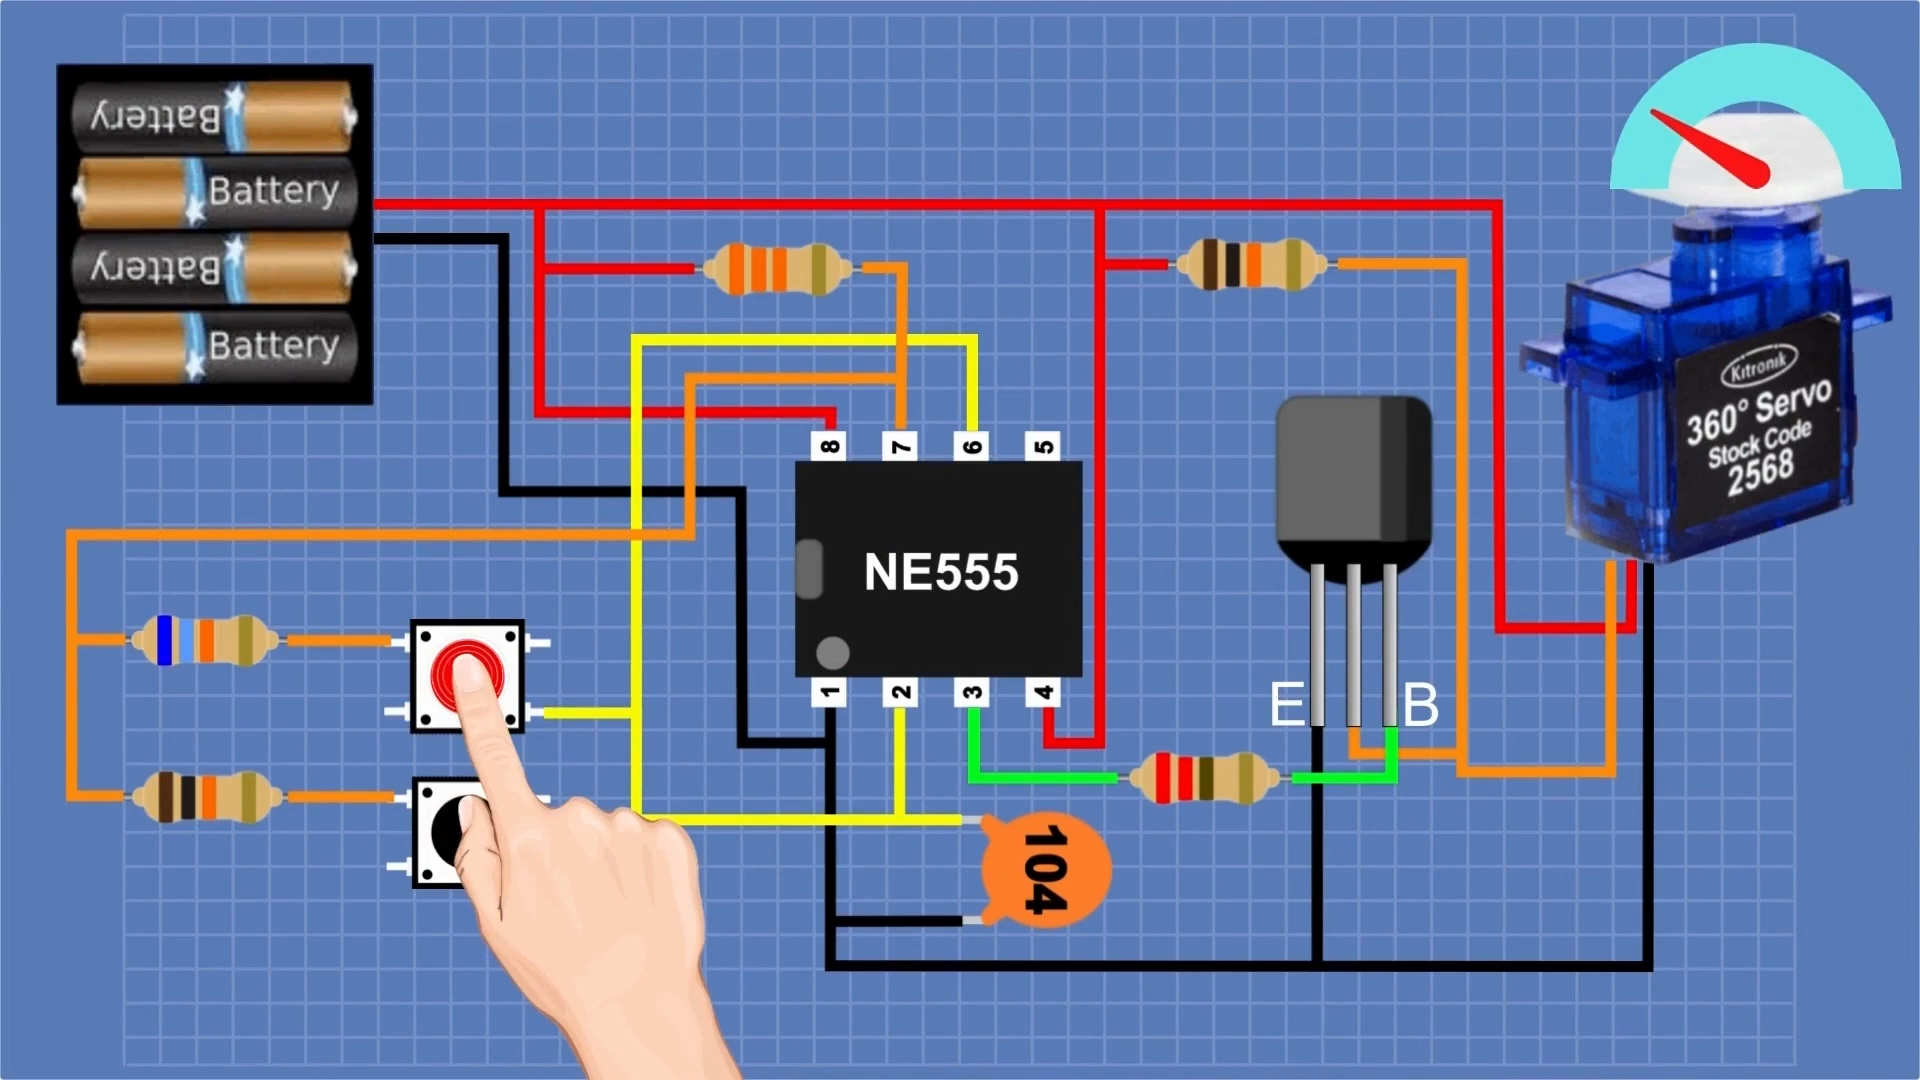 Battery
Battery
Battery
Battery
Kitronik
360° Servo
Stock Code
2568
8
7
6
5
NE555
1
2
3
4
E
B
104